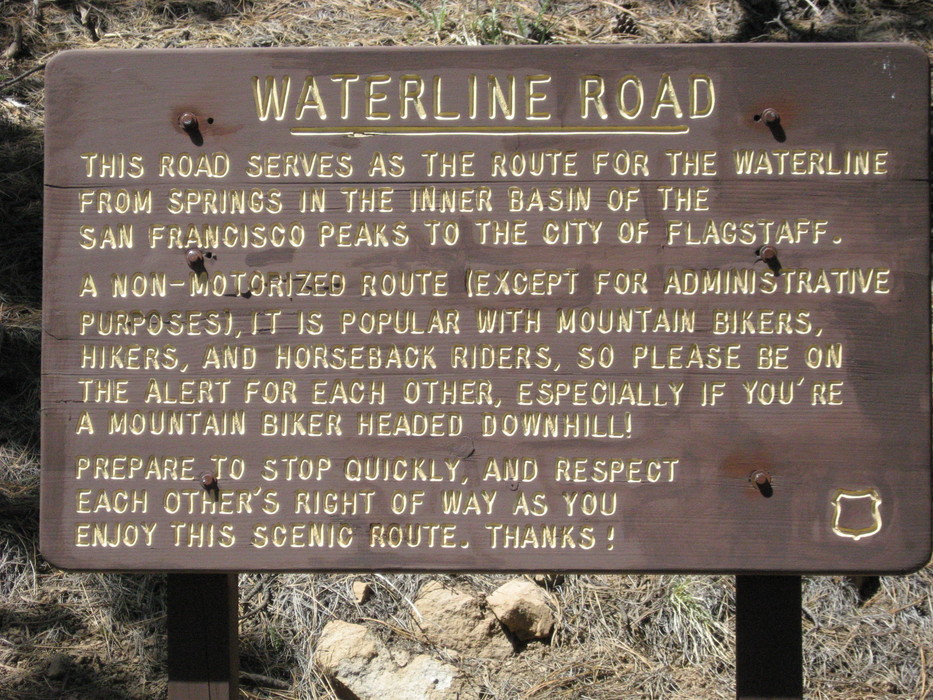 WATERLINE ROAD
THIS ROAD SERVES AS THE ROUTE FOR THE WATERLINE
FROM SPRINGS IN THE INNER BASIN OF THE
SAN FRANCISCO PEAKS TO THE CITY OF FLAGSTAFF.
A NON-MOTORIZED ROUTE (EXCEPT FOR ADMINISTRATIVE
PURPOSES), IT IS POPULAR WITH MOUNTAIN BIKERS,
HIKERS, AND HORSEBACK RIDERS, SO PLEASE BE ON
THE ALERT FOR EACH OTHER, ESPECIALLY IF YOU'RE
A MOUNTAIN BIKER HEADED DOWNHILL!
PREPARE TO STOP QUICKLY, AND RESPECT
EACH OTHER'S RIGHT OF WAY AS YOU
ENJOY THIS SCENIC ROUTE. THANKS!